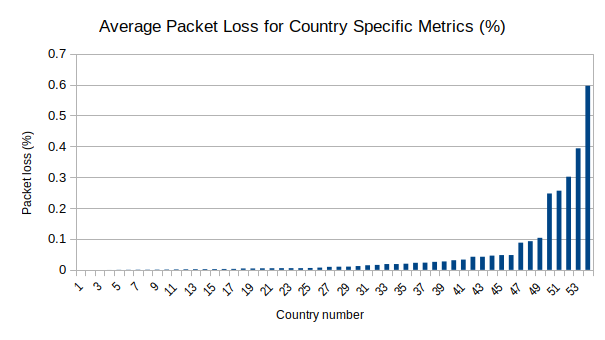 Average Packet Loss for Country Specific Metrics (%)
0.7
0.6
0.5
0.4
0.3
0.2
0.1
0
Packet loss (%)
1 3 5 7 9 11 13 15 17 19 21 23 25 27 29 31 33 35 37 39 41 43 45 47 49 51 53
Country number